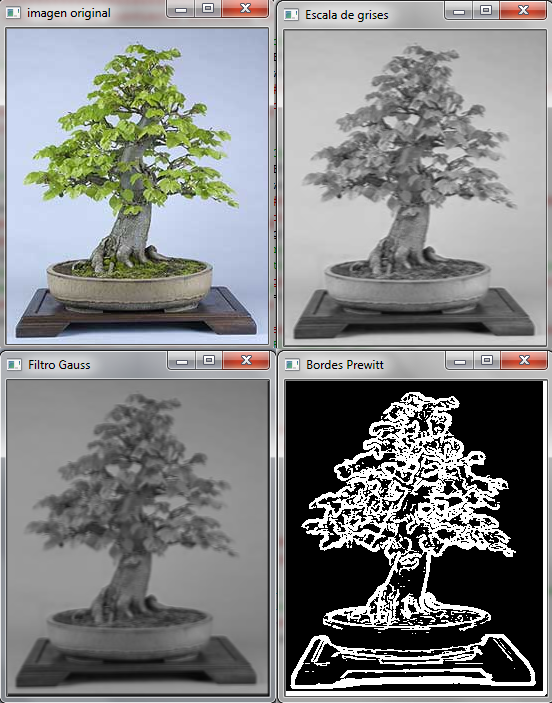 imagen original
Escala de grises
Filtro Gauss
Bordes Prewitt